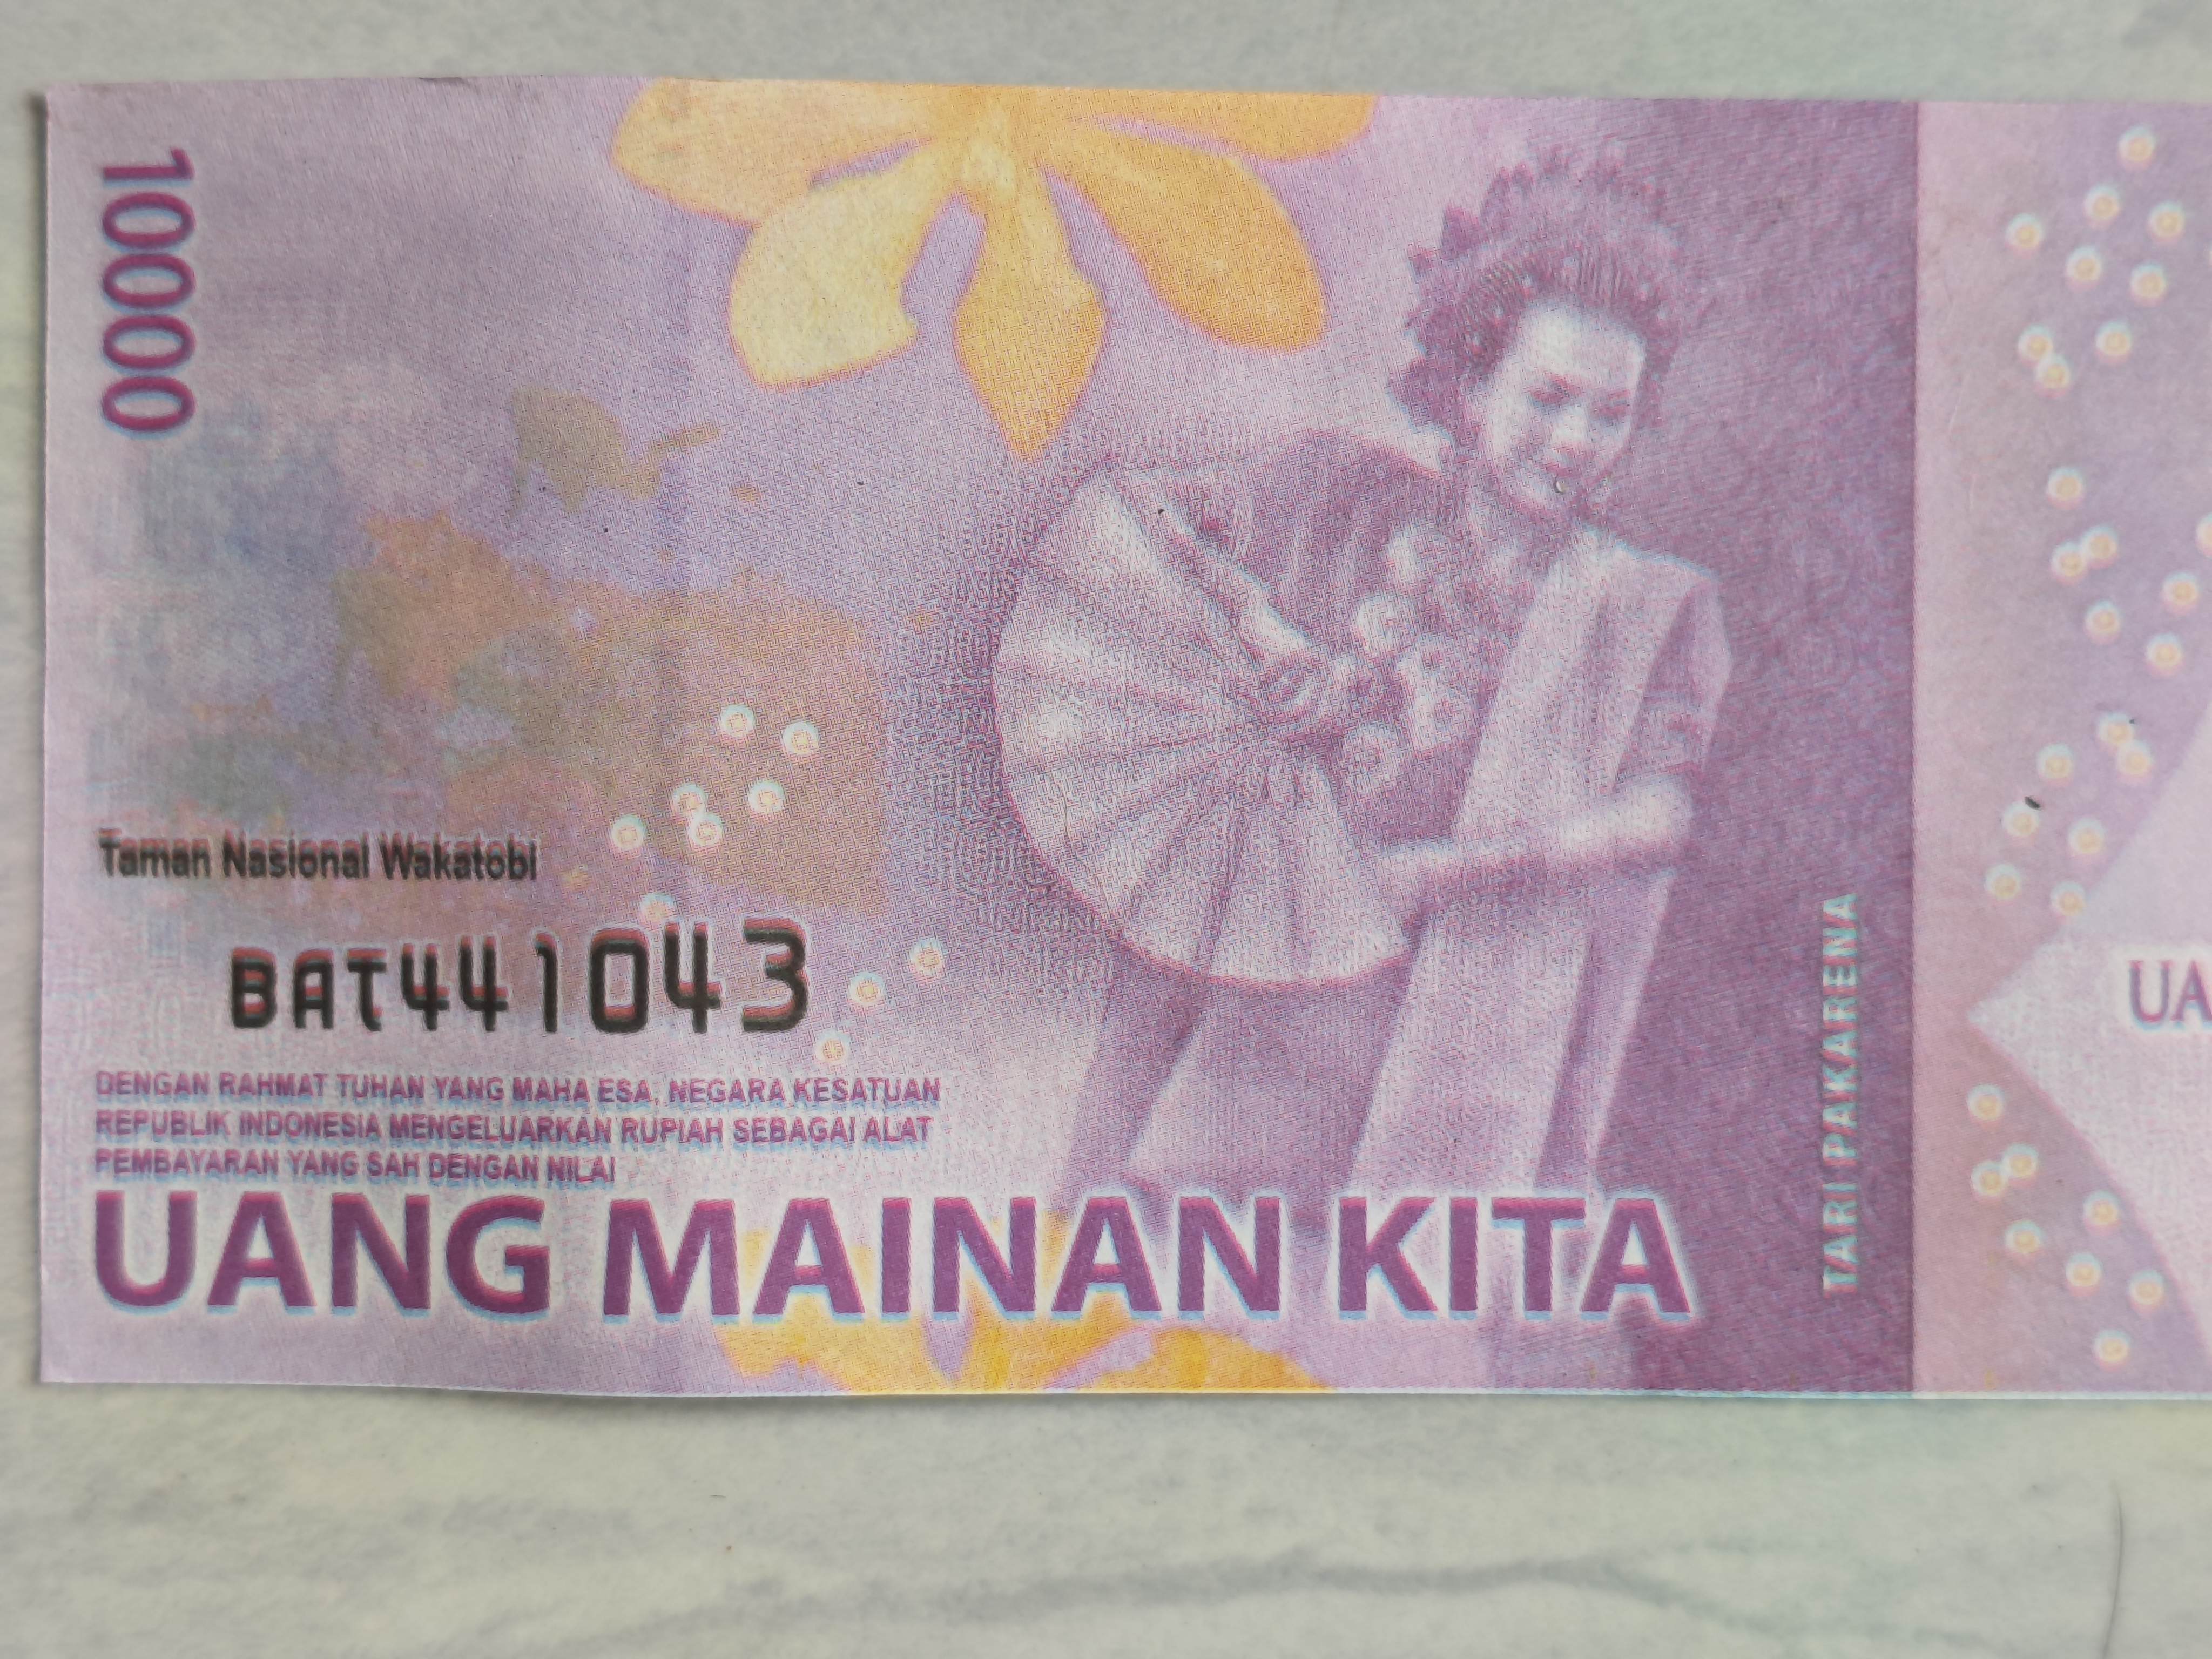 10000
Taman Nasional Wakatobi
BAT441043
DENGAN RAHMAT TUHAN YANG MAHA ESA, NEGARA KESATUAN
REPUBLIK INDONESIA MENGELUARKAN RUPIAH SEBAGAI ALAT
PEMBAYARAN YANG SAH DENGAN NILAI
UANG MAINAN KITA
TARI PAKARENA
UA